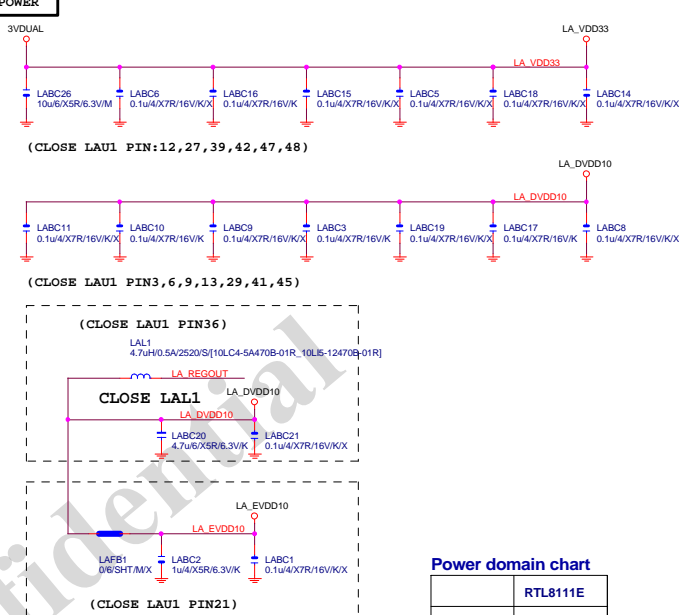 POWER
3VDUAL
LA_VDD33
LA_VDD33
LABC26
10u/6/X5R/6.3V/M
LABC6
0.1u/4/X7R/16V/K/X
LABC16
0.1u/4/X7R/16V/K
LABC15
0.1u/4/X7R/16V/K/X
LABC5
0.1u/4/X7R/16V/K/X
LABC18
0.1u/4/X7R/16V/K/X
LABC14
0.1u/4/X7R/16V/K/X
(CLOSE LAU1 PIN:12,27,39,42,47,48)
LA_DVDD10
LA_DVDD10
LABC11
0.1u/4/X7R/16V/K/X
LABC10
0.1u/4/X7R/16V/K
LABC9
0.1u/4/X7R/16V/K/X
LABC3
0.1u/4/X7R/16V/K
LABC19
0.1u/4/X7R/16V/K/X
LABC17
0.1u/4/X7R/16V/K
LABC8
0.1u/4/X7R/16V/K/X
(CLOSE LAU1 PIN3,6,9,13,29,41,45)
(CLOSE LAU1 PIN36)
LAL1
4.7uH/0.5A/2520/S/[10LC4-5A470B-01R_10LI5-12470B-01R]
LA_REGOUT
CLOSE LAL1
LA_DVDD10
LA_DVDD10
LABC20
4.7u/6/X5R/6.3V/K
LABC21
0.1u/4/X7R/16V/K/X
LA_EVDD10
LA_EVDD10
LAFB1
0/6/SHT/M/X
LABC2
1u/4/X5R/6.3V/K
LABC1
0.1u/4/X7R/16V/K/X
(CLOSE LAU1 PIN21)
Power domain chart
RTL8111E